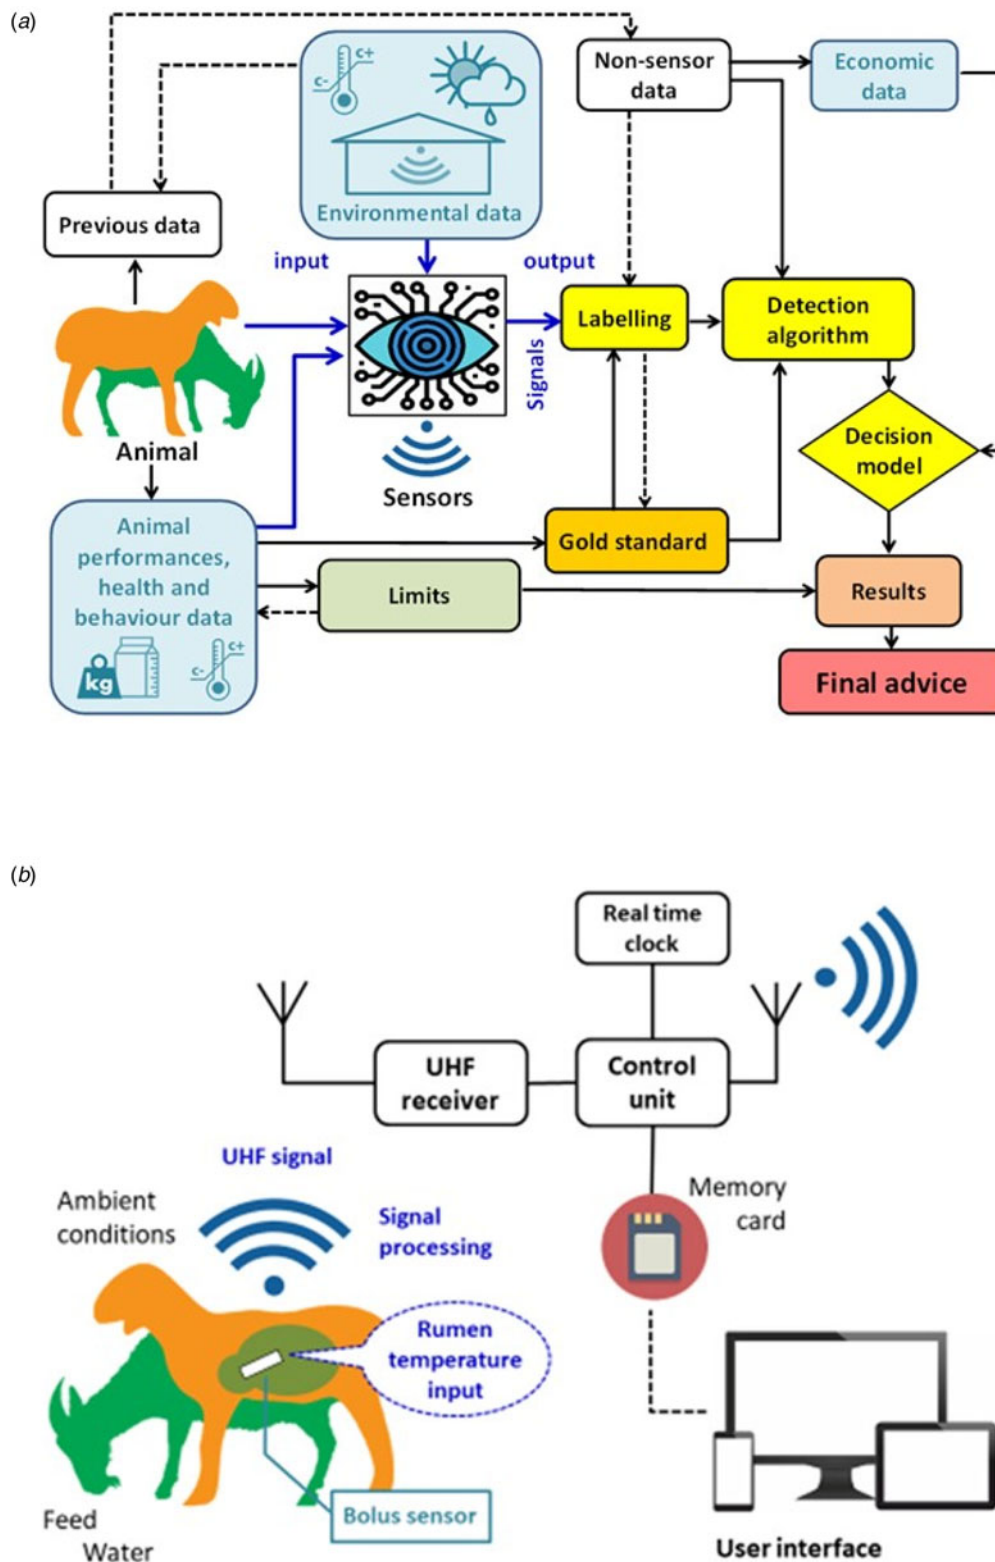 (a)
c+
c-
Environmental data
Non-sensor
data
Economic
data
Previous data
input
output
Signals
Labelling
Detection
algorithm
Animal
Sensors
Decision
model
Animal
performances,
health and
behaviour data
kg
c-
c+
Gold standard
Limits
Results
Final advice
(b)
Real time
clock
UHF
receiver
Control
unit
UHF signal
Ambient
conditions
Signal
processing
Memory
card
Rumen
temperature
input
Bolus sensor
Feed
Water
User interface